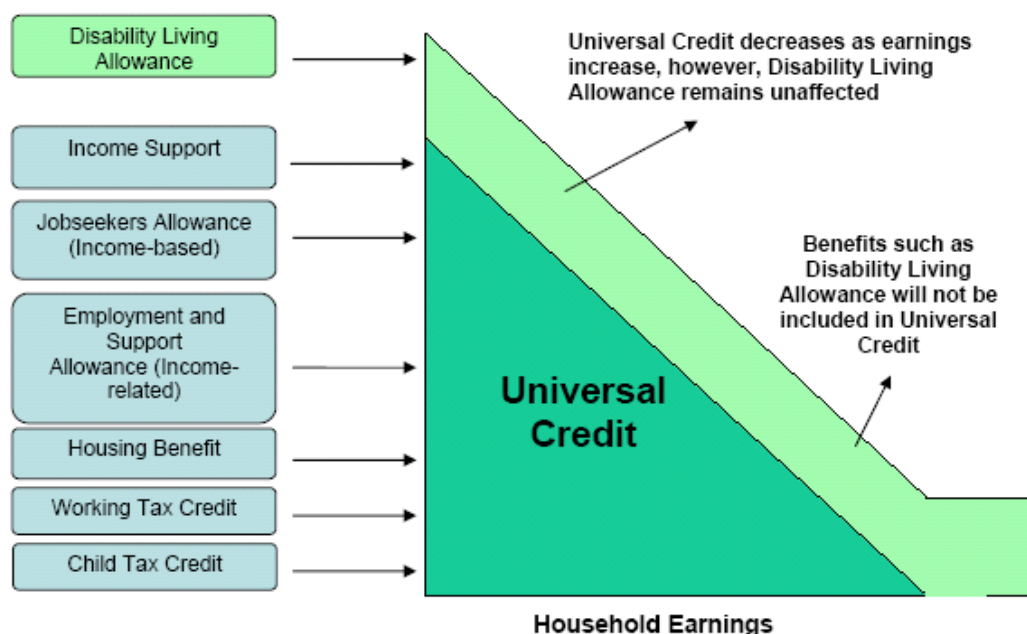 Disability Living
Allowance
Income Support
Jobseekers Allowance
(Income-based)
Employment and
Support
Allowance (Income-
related)
Housing Benefit
Working Tax Credit
Child Tax Credit
Universal Credit decreases as earnings
increase, however, Disability Living
Allowance remains unaffected
Benefits such as
Disability Living
Allowance will not be
included in Universal
Credit
Universal
Credit
Household Earnings